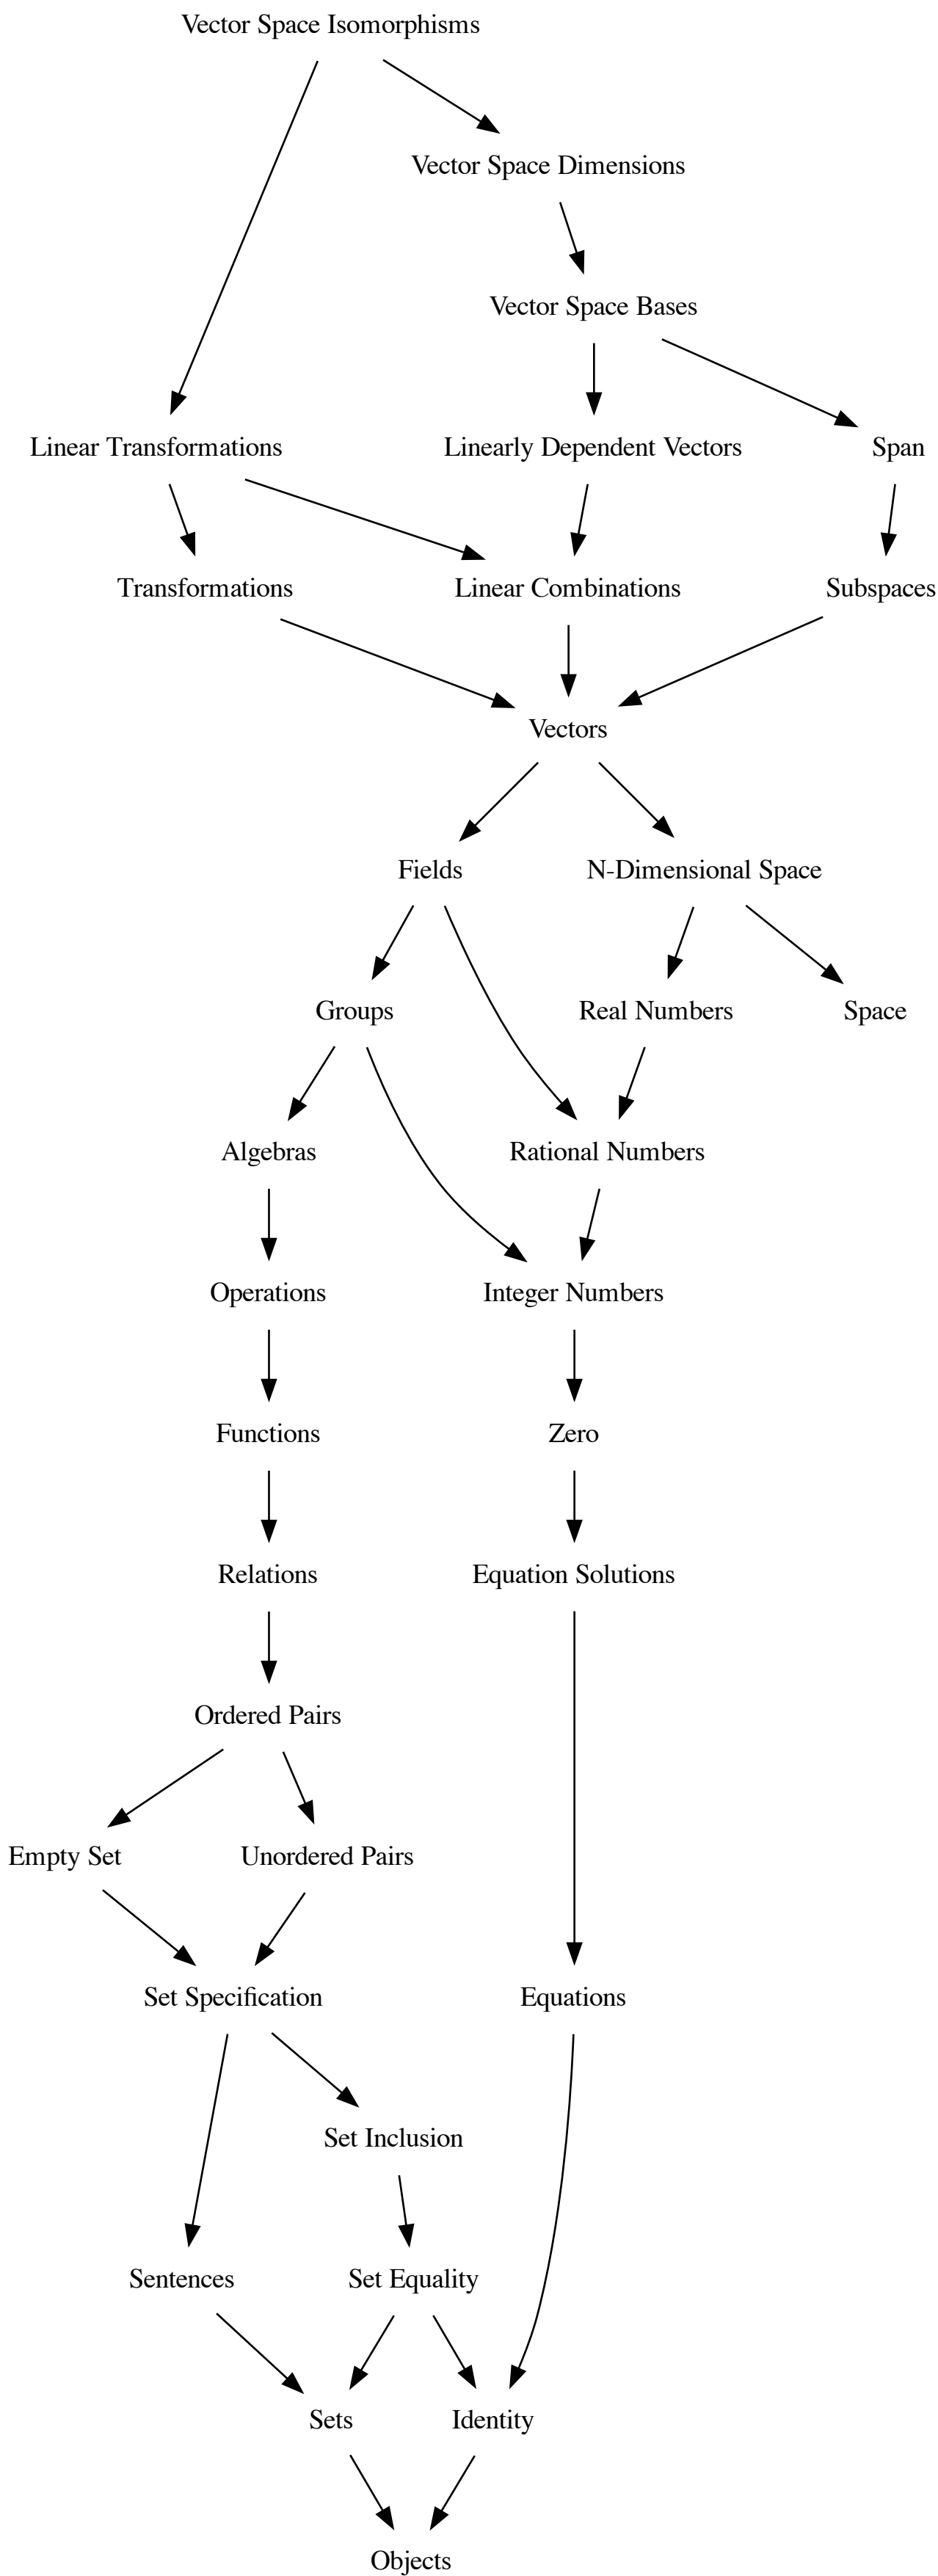 Vector Space Isomorphisms
Vector Space Dimensions
Vector Space Bases
Linear Transformations
Linearly Dependent Vectors
Span
Transformations
Linear Combinations
Subspaces
Vectors
Fields
N-Dimensional Space
Groups
Real Numbers
Space
Algebras
Rational Numbers
Operations
Integer Numbers
Functions
Zero
Relations
Equation Solutions
Ordered Pairs
Empty Set
Unordered Pairs
Set Specification
Equations
Set Inclusion
Sentences
Set Equality
Sets
Identity
Objects